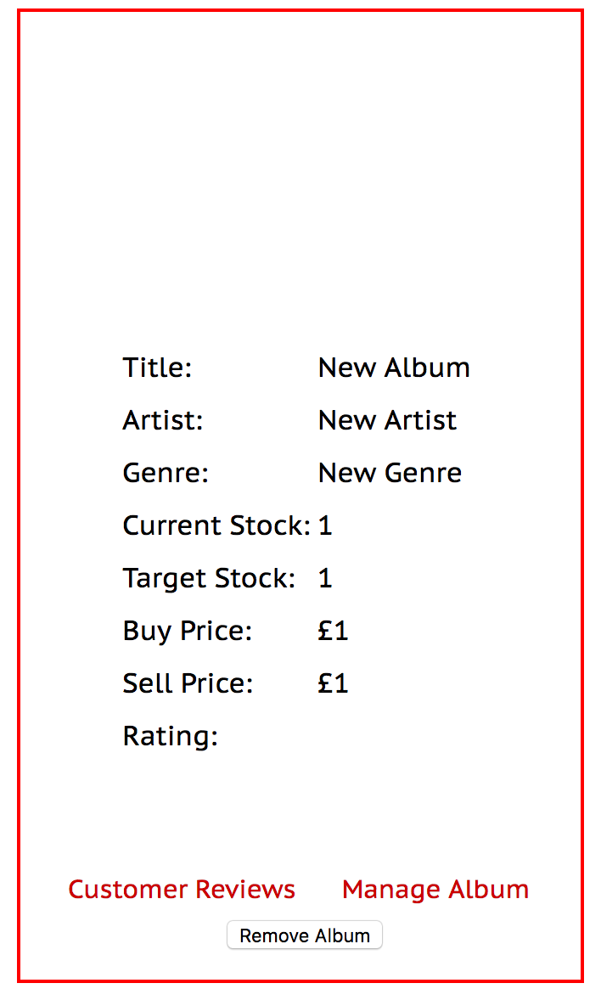 Title: New Album
Artist: New Artist
Genre: New Genre
Current Stock: 1
Target Stock: 1
Buy Price: £1
Sell Price: £1
Rating:
Customer Reviews Manage Album
Remove Album